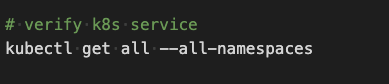 # verify k8s service
kubectl get all --all-namespaces